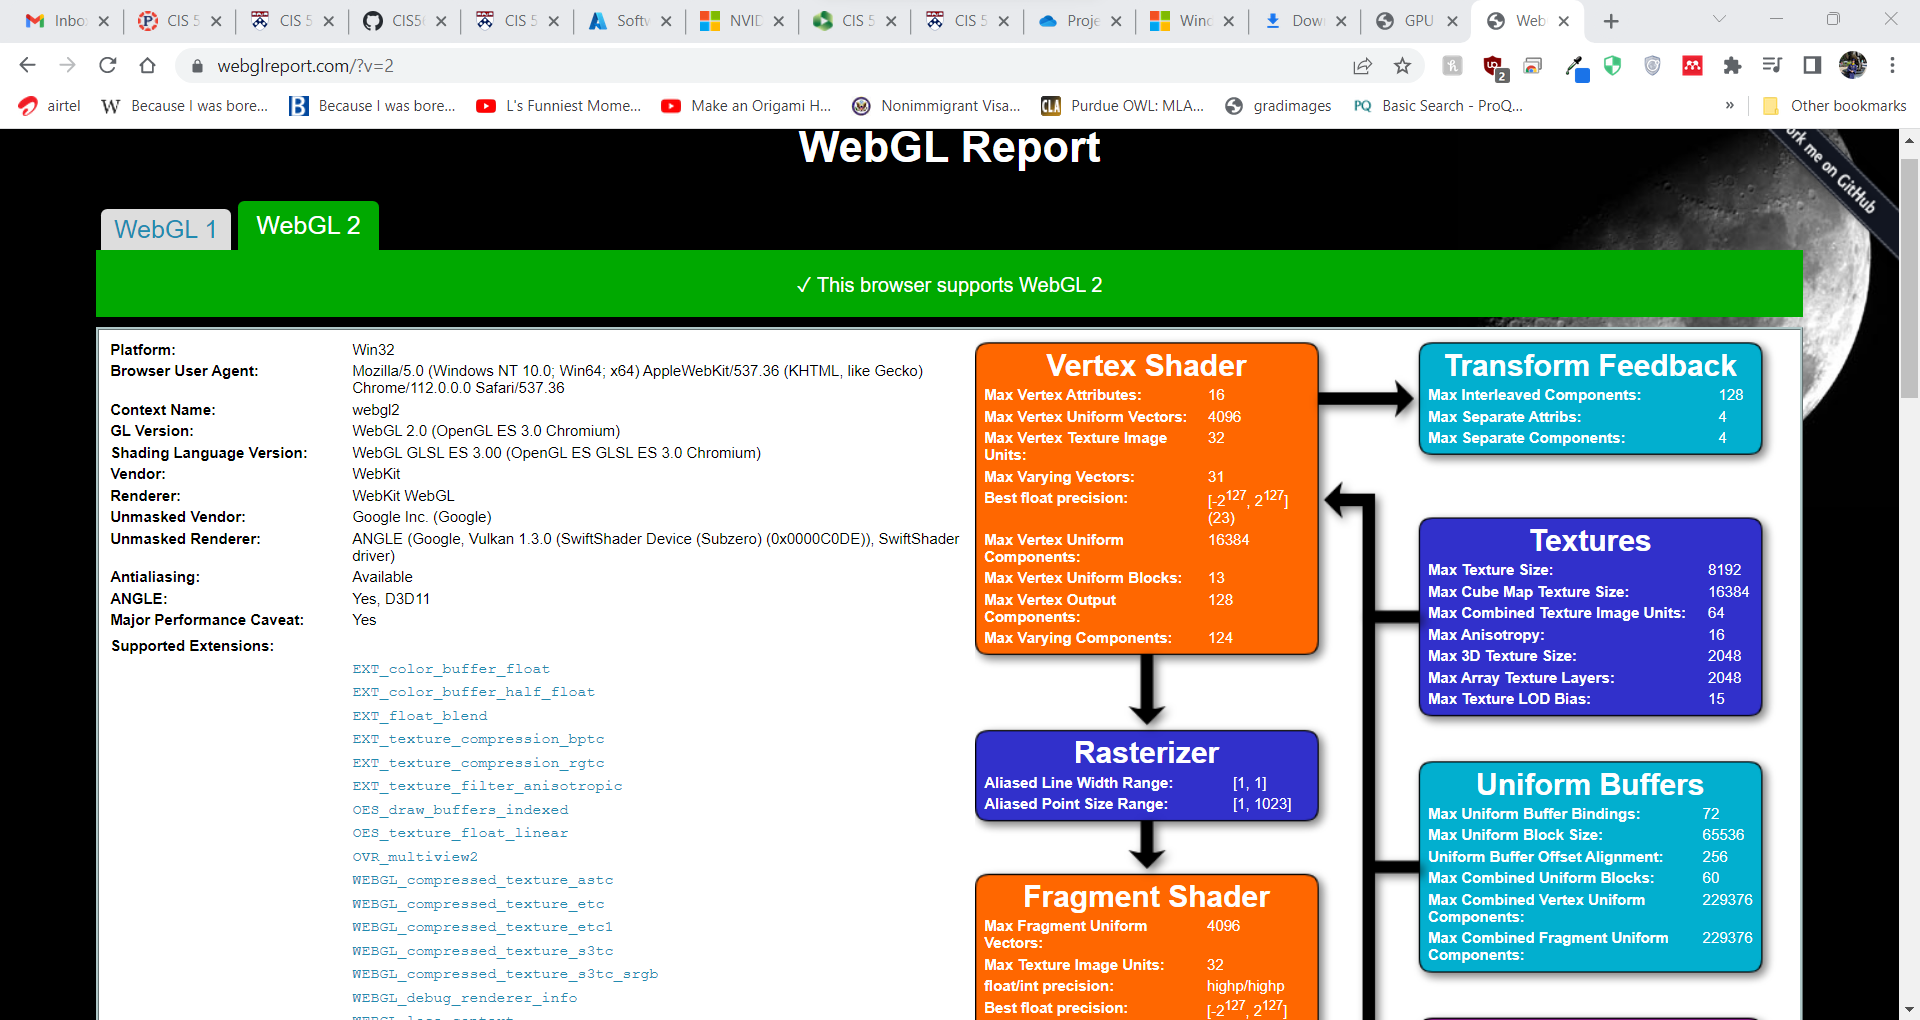 Inbo
CIS 5
CIS 5
CIS5
CIS 5
Softw
NVID
CIS 5
CIS 5
Proje
Wind
Dow
GPU
Web
webglreport.com/?v=2
2
airtel
W Because I was bore...
B Because I was bore...
L's Funniest Mome...
Make an Origami H...
Nonimmigrant Visa...
CLA Purdue OWL: MLA...
gradimages
PQ Basic Search - ProQ...
»
Other bookmarks
WebGL Report
ork me on GitHub
WebGL 1
WebGL 2
✓ This browser supports WebGL 2
Platform: Win32
Browser User Agent: Mozilla/5.0 (Windows NT 10.0; Win64; x64) AppleWebKit/537.36 (KHTML, like Gecko)
Chrome/112.0.0.0 Safari/537.36
Context Name: webgl2
GL Version: WebGL 2.0 (OpenGL ES 3.0 Chromium)
Shading Language Version: WebGL GLSL ES 3.00 (OpenGL ES GLSL ES 3.0 Chromium)
Vendor: WebKit
Renderer: WebKit WebGL
Unmasked Vendor: Google Inc. (Google)
Unmasked Renderer: ANGLE (Google, Vulkan 1.3.0 (SwiftShader Device (Subzero) (0x0000C0DE)), SwiftShader
driver)
Antialiasing: Available
ANGLE: Yes, D3D11
Major Performance Caveat: Yes
Supported Extensions:
EXT_color_buffer_float
EXT_color_buffer_half_float
EXT_float_blend
EXT_texture_compression_bptc
EXT_texture_compression_rgtc
EXT_texture_filter_anisotropic
OES_draw_buffers_indexed
OES_texture_float_linear
OVR_multiview2
WEBGL_compressed_texture_astc
WEBGL_compressed_texture_etc
WEBGL_compressed_texture_etc1
WEBGL_compressed_texture_s3tc
WEBGL_compressed_texture_s3tc_srgb
WEBGL_debug_renderer_info
Vertex Shader
Max Vertex Attributes: 16
Max Vertex Uniform Vectors: 4096
Max Vertex Texture Image 32
Units:
Max Varying Vectors: 31
Best float precision: [-2^127, 2^127]
(23)
Max Vertex Uniform 16384
Components:
Max Vertex Uniform Blocks: 13
Max Vertex Output 128
Components:
Max Varying Components: 124
Rasterizer
Aliased Line Width Range: [1, 1]
Aliased Point Size Range: [1, 1023]
Fragment Shader
Max Fragment Uniform 4096
Vectors:
Max Texture Image Units: 32
float/int precision: highp/highp
Best float precision: [-2^127, 2^127]
Transform Feedback
Max Interleaved Components: 128
Max Separate Attribs: 4
Max Separate Components: 4
Textures
Max Texture Size: 8192
Max Cube Map Texture Size: 16384
Max Combined Texture Image Units: 64
Max Anisotropy: 16
Max 3D Texture Size: 2048
Max Array Texture Layers: 2048
Max Texture LOD Bias: 15
Uniform Buffers
Max Uniform Buffer Bindings: 72
Max Uniform Block Size: 65536
Uniform Buffer Offset Alignment: 256
Max Combined Uniform Blocks: 60
Max Combined Vertex Uniform 229376
Components:
Max Combined Fragment Uniform 229376
Components: